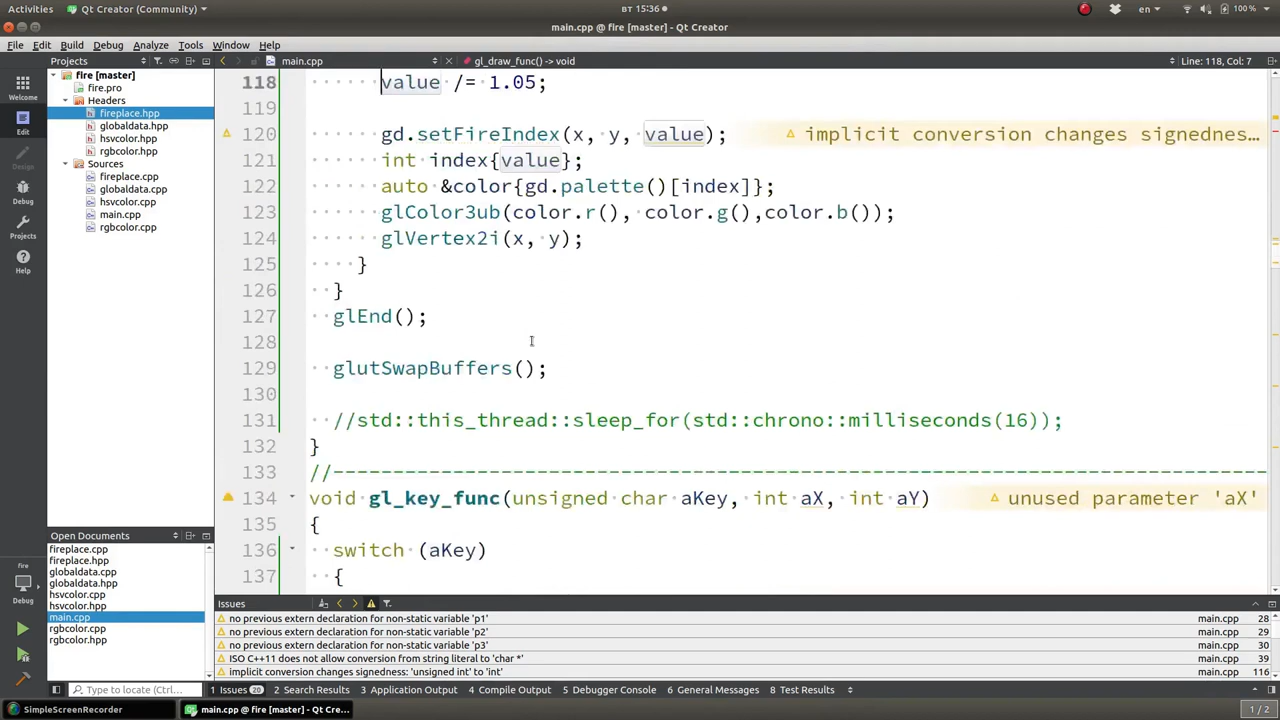 Activities Qt Creator (Community) BT 15:36 en 100 %
main.cpp @ fire [master] - Qt Creator
File Edit Build Debug Analyze Tools Window Help
Projects main.cpp gl_draw_func() -> void Line: 118, Col: 7
Welcome
Edit
Design
Debug
Projects
Help
fire
Debug
fire [master]
fire.pro
Headers
fireplace.hpp
globaldata.hpp
hsvcolor.hpp
rgbcolor.hpp
Sources
fireplace.cpp
globaldata.cpp
hsvcolor.cpp
main.cpp
rgbcolor.cpp
Open Documents
fireplace.cpp
fireplace.hpp
globaldata.cpp
globaldata.hpp
hsvcolor.cpp
hsvcolor.hpp
main.cpp
rgbcolor.cpp
rgbcolor.hpp
118 value /= 1.05;
119
120 gd.setFireIndex(x, y, value); implicit conversion changes signednes...
121 int index{value};
122 auto &color{gd.palette()[index]};
123 glColor3ub(color.r(), color.g(),color.b());
124 glVertex2i(x, y);
125 }
126 }
127 glEnd();
128
129 glutSwapBuffers();
130
131 //std::this_thread::sleep_for(std::chrono::milliseconds(16));
132 }
133 //-------------------------------------------------------------------------------
134 void gl_key_func(unsigned char aKey, int aX, int aY) unused parameter 'aX'
135 {
136 switch (aKey)
137 {
Issues
no previous extern declaration for non-static variable 'p1' main.cpp 28
no previous extern declaration for non-static variable 'p2' main.cpp 29
no previous extern declaration for non-static variable 'p3' main.cpp 30
ISO C++11 does not allow conversion from string literal to 'char *' main.cpp 39
implicit conversion changes signedness: 'unsigned int' to 'int' main.cpp 116
Type to locate (Ctrl... 1 Issues 20 2 Search Results 3 Application Output 4 Compile Output 5 Debugger Console 6 General Messages 8 Test Results
SimpleScreenRecorder main.cpp @ fire [master] - Qt Cre... 1 / 2